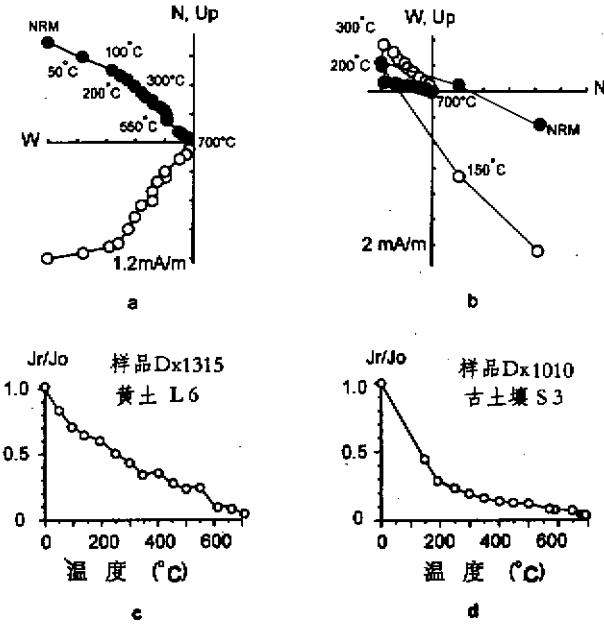 N, Up
NRM
100°C
50°C
200°C
300°C
550°C
W
700°C
1.2mA/m
a
W, Up
300°C
200°C
N
700°C
NRM
150°C
2 mA/m
b
Jr/Jo
样品Dx1315
黄土 L6
1.0
0.5
0
0 200 400 600
温 度 (°C)
c
Jr/Jo
样品Dx1010
古土壤 S3
1.0
0.5
0
0 200 400 600
温 度 (°C)
d